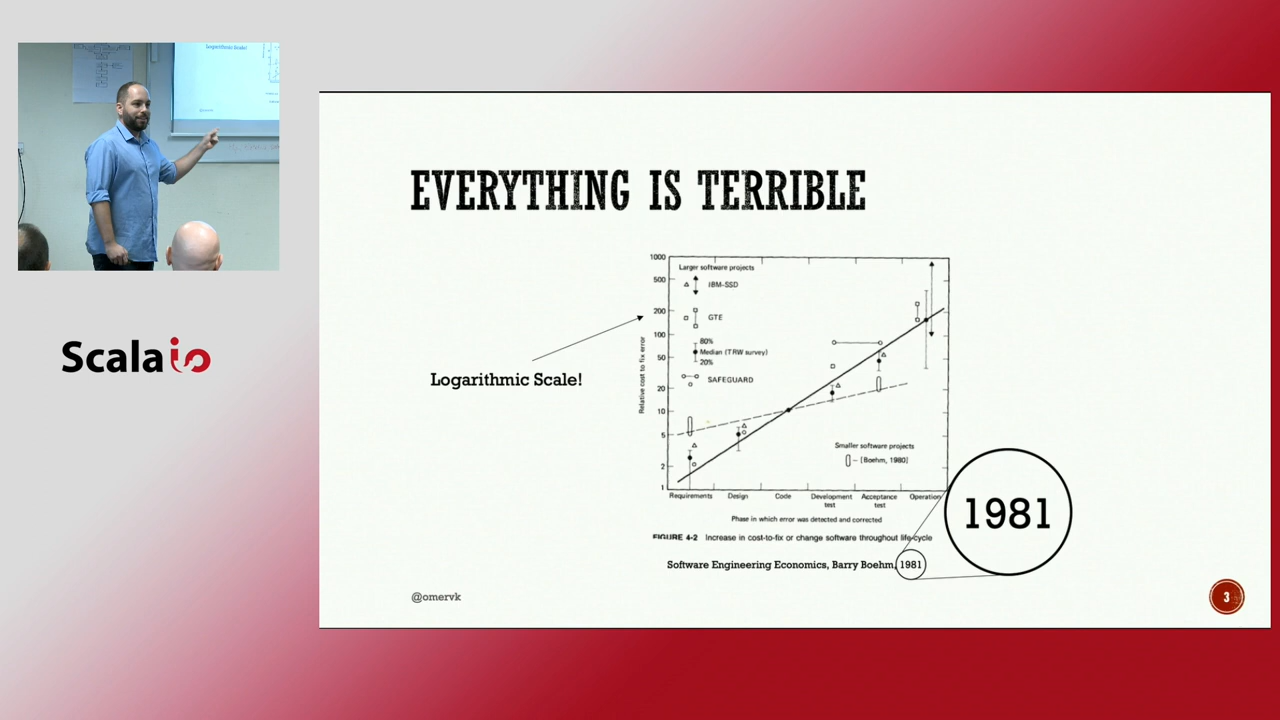 Logarithmic Scale!
Scala io
EVERYTHING IS TERRIBLE
Logarithmic Scale!
1000
500
200
100
50
20
10
5
2
1
Relative cost to fix error
Larger software projects
IBM-SSD
GTE
80%
Median (TRW survey)
20%
SAFEGUARD
Smaller software projects
– [Boehm, 1980]
Requirements Design Code Development test Acceptance test Operation
Phase in which error was detected and corrected
FIGURE 4-2 Increase in cost-to-fix or change software throughout life-cycle
Software Engineering Economics, Barry Boehm, 1981
1981
@omervk
3